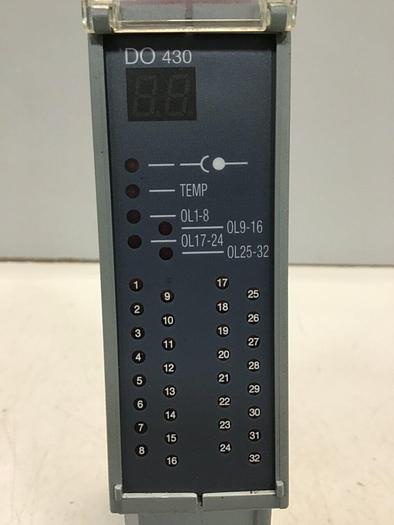 DO 430
TEMP
OL1-8
OL9-16
OL17-24
OL25-32
1 9 17 25
2 10 18 26
3 11 19 27
4 12 20 28
5 13 21 29
6 14 22 30
7 15 23 31
8 16 24 32